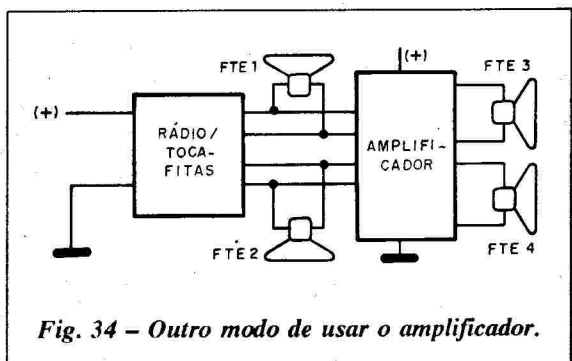 FTE 1
(+)
FTE 3
(+)
RÁDIO/
TOCA-
FITAS
AMPLIFI-
CADOR
FTE 2
FTE 4
Fig. 34 – Outro modo de usar o amplificador.